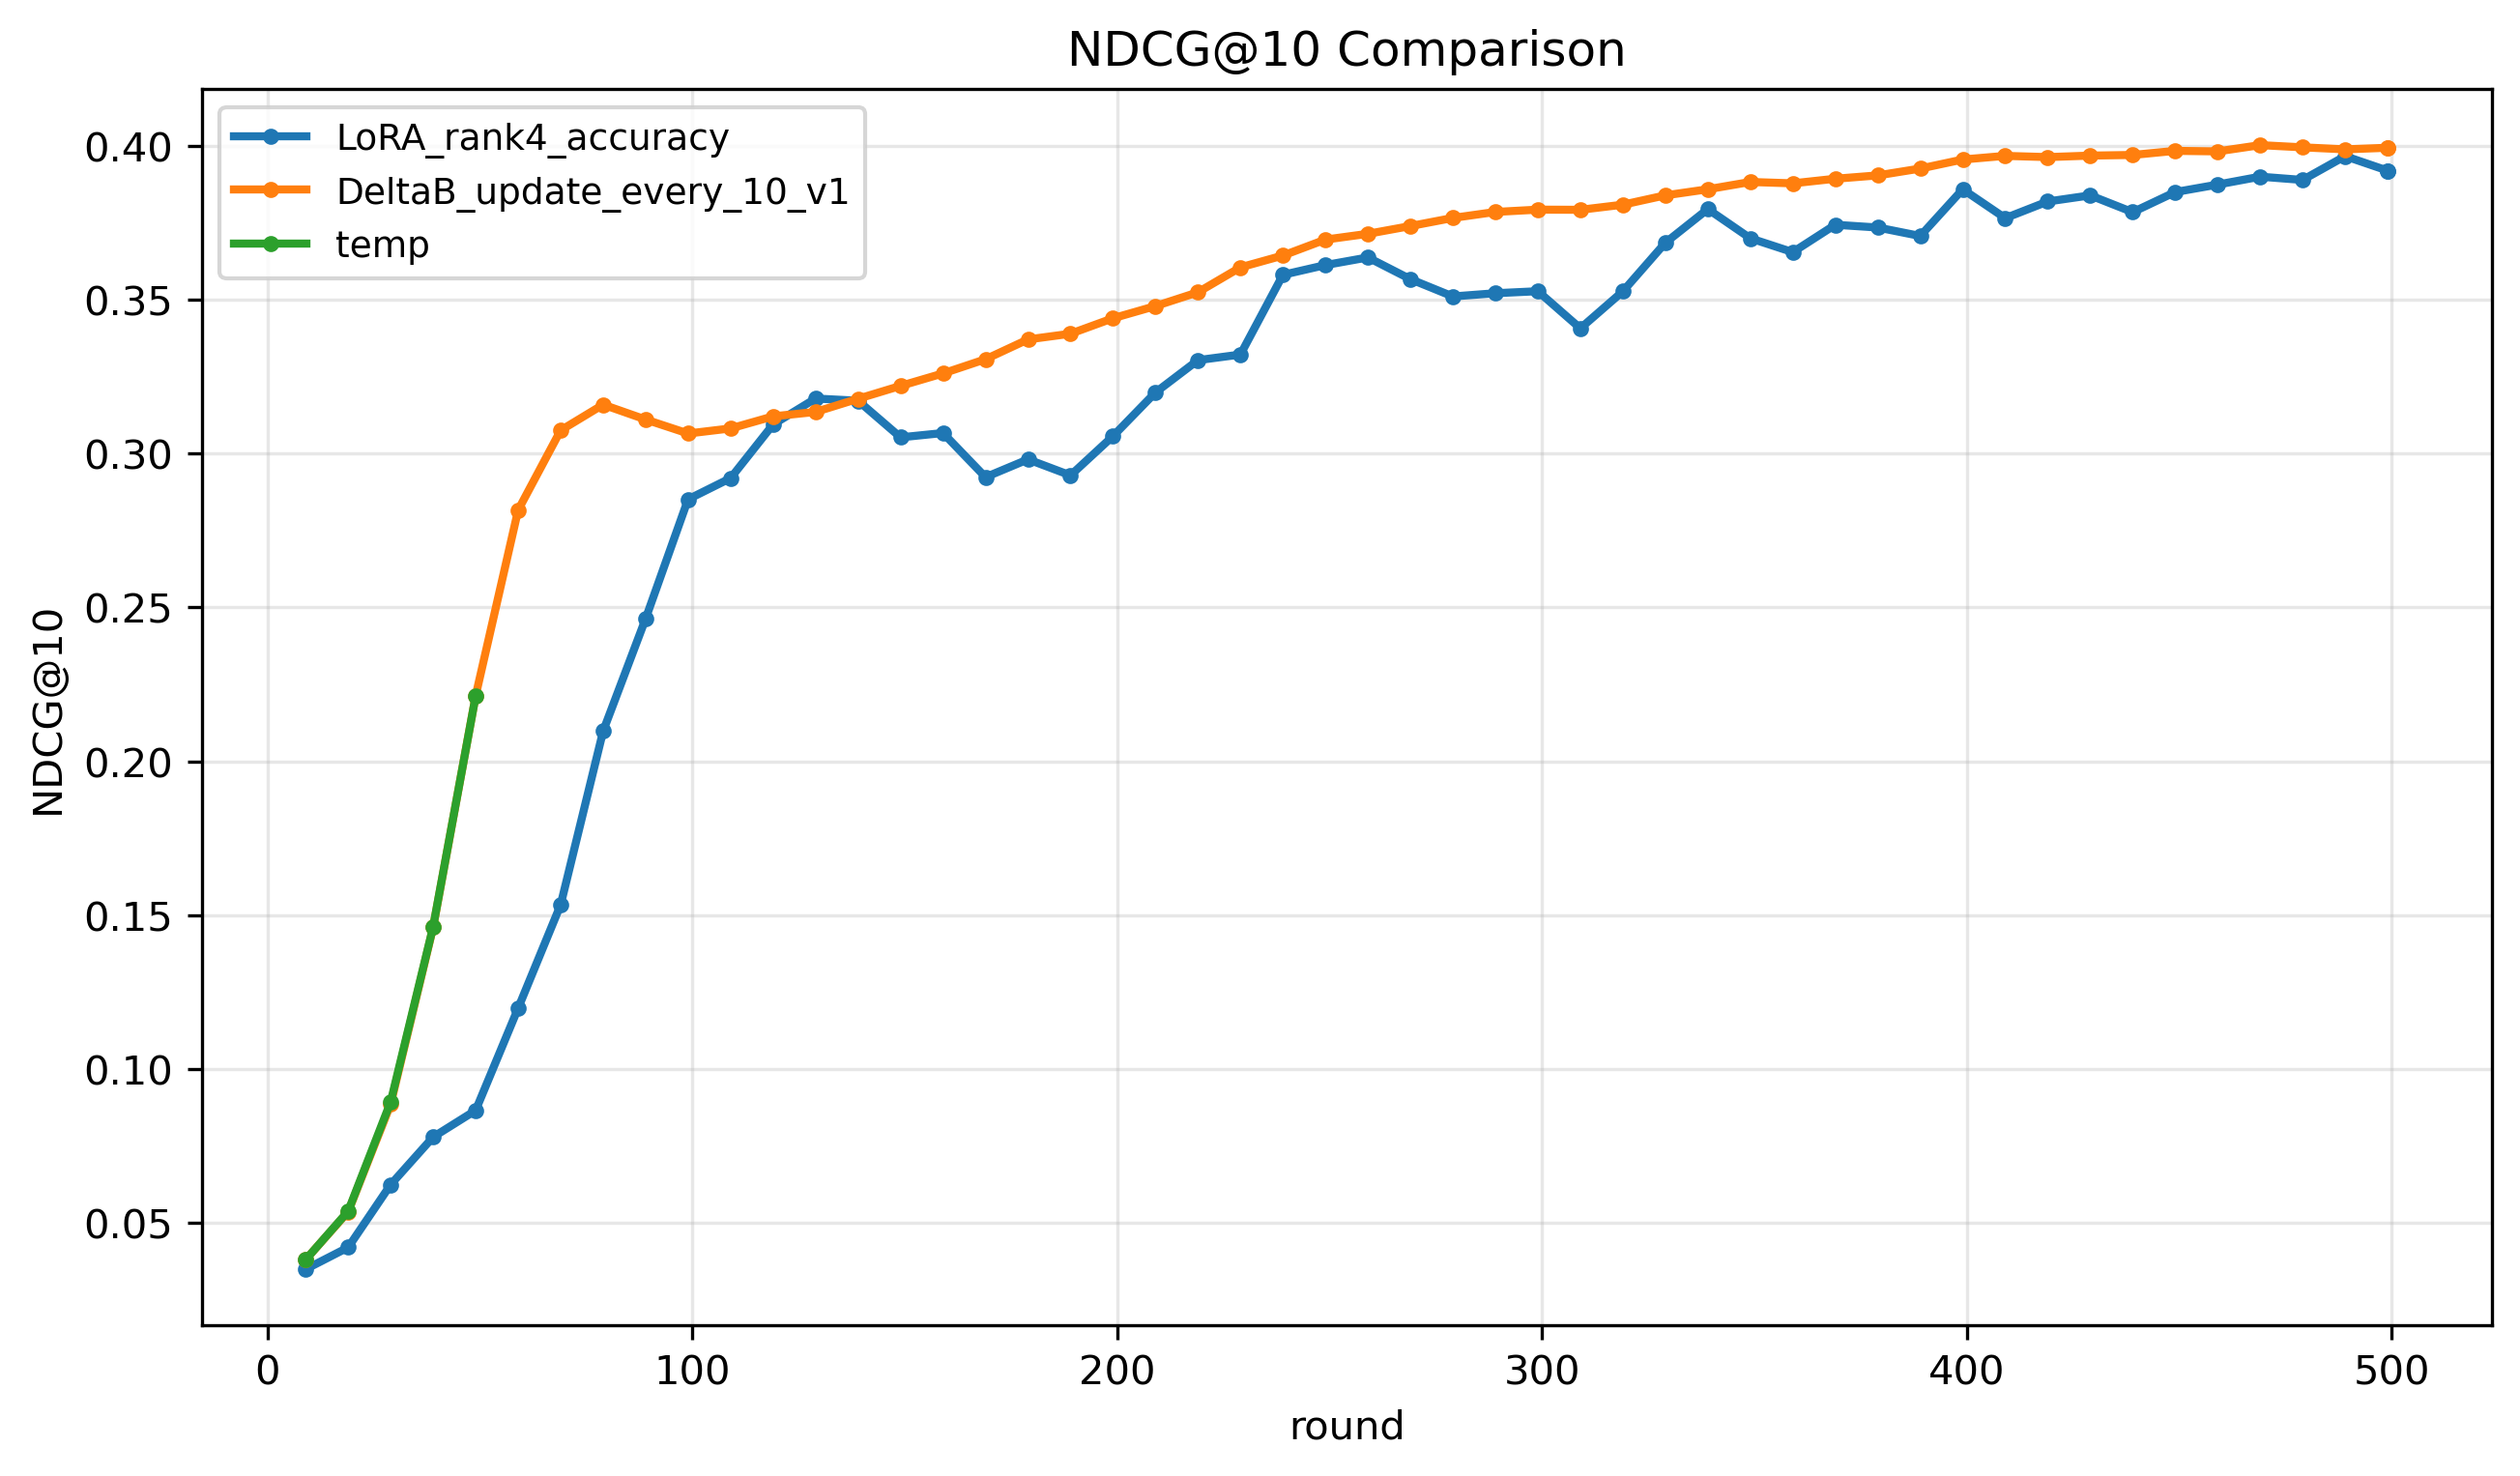 NDCG@10 Comparison
LoRA_rank4_accuracy
DeltaB_update_every_10_v1
temp
NDCG@10
0.40
0.35
0.30
0.25
0.20
0.15
0.10
0.05
0 100 200 300 400 500
round